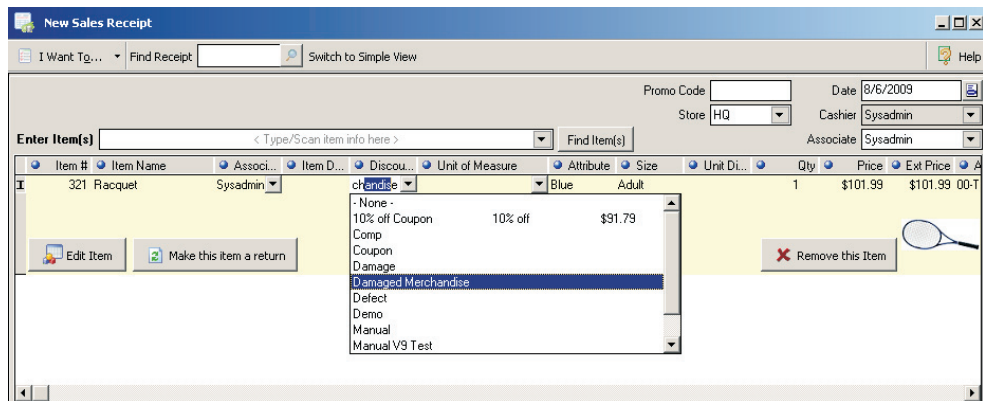 New Sales Receipt
I Want To... Find Receipt Switch to Simple View Help
Promo Code Date 8/6/2009
Store HQ Cashier Sysadmin
Enter Item(s) < Type/Scan item info here > Find Item(s) Associate Sysadmin
Item # Item Name Associ... Item D... Discou... Unit of Measure Attribute Size Unit Di... Qty Price Ext Price A
321 Racquet Sysadmin chandise Blue Adult 1 $101.99 $101.99 00-T
- None -
10% off Coupon 10% off $91.79
Comp
Coupon
Edit Item Make this item a return Damage Remove this Item
Damaged Merchandise
Defect
Demo
Manual
Manual V9 Test